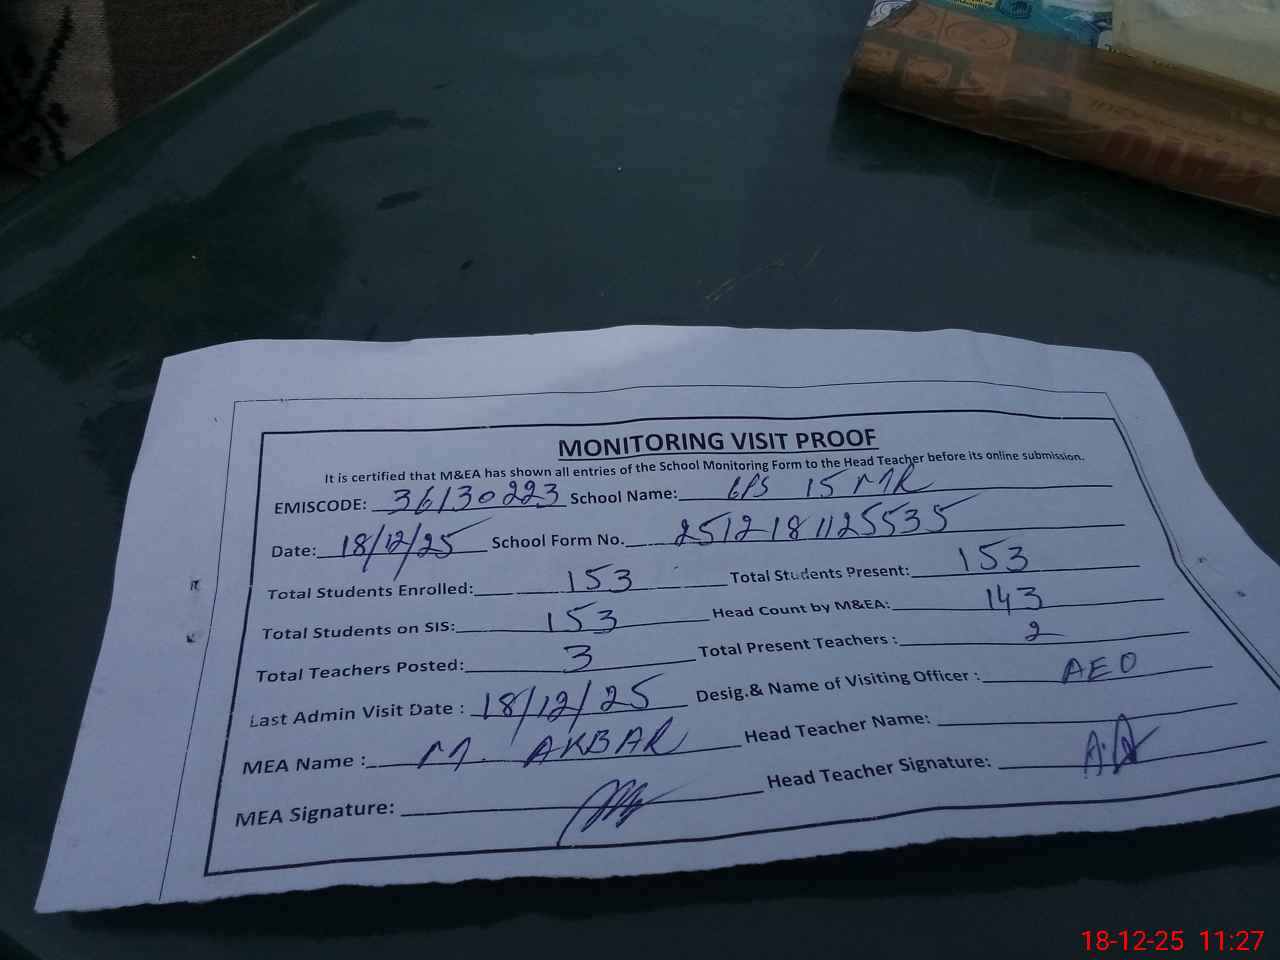 MONITORING VISIT PROOF
It is certified that M&EA has shown all entries of the School Monitoring Form to the Head Teacher before its online submission.
EMISCODE: 36130223 School Name: GPS 15 MR
Date: 18/12/25 School Form No. 2512181125535
Total Students Enrolled: 153 Total Students Present: 153
Total Students on SIS: 153 Head Count by M&EA: 143
Total Teachers Posted: 3 Total Present Teachers : 2
Last Admin Visit Date : 18/12/25 Desig.& Name of Visiting Officer : AEO
MEA Name : M. AKBAR Head Teacher Name:
MEA Signature: Head Teacher Signature:
18-12-25 11:27